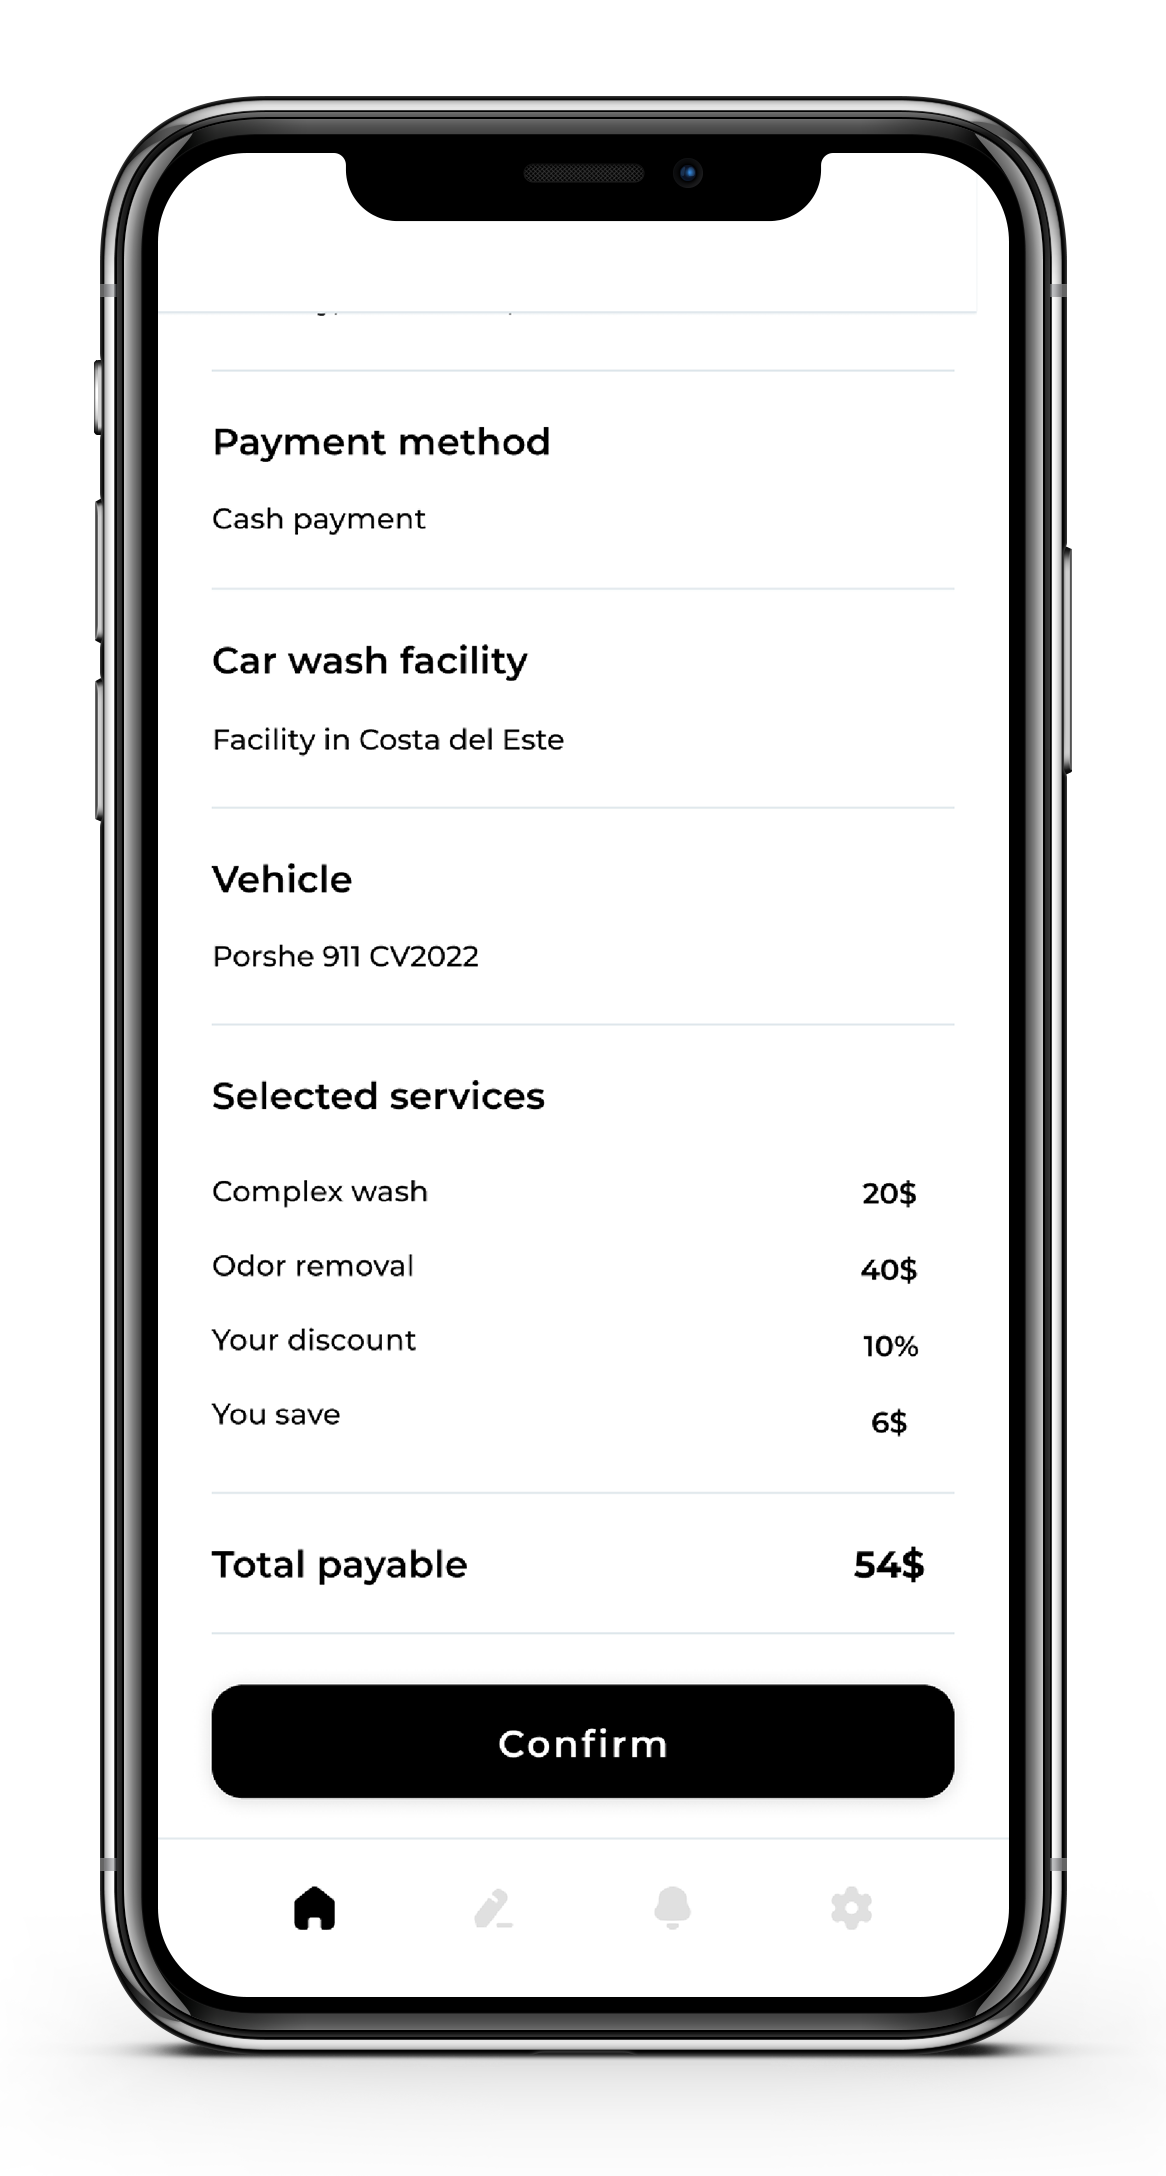 Payment method
Cash payment
Car wash facility
Facility in Costa del Este
Vehicle
Porshe 911 CV2022
Selected services
Complex wash 20$
Odor removal 40$
Your discount 10%
You save 6$
Total payable 54$
Confirm